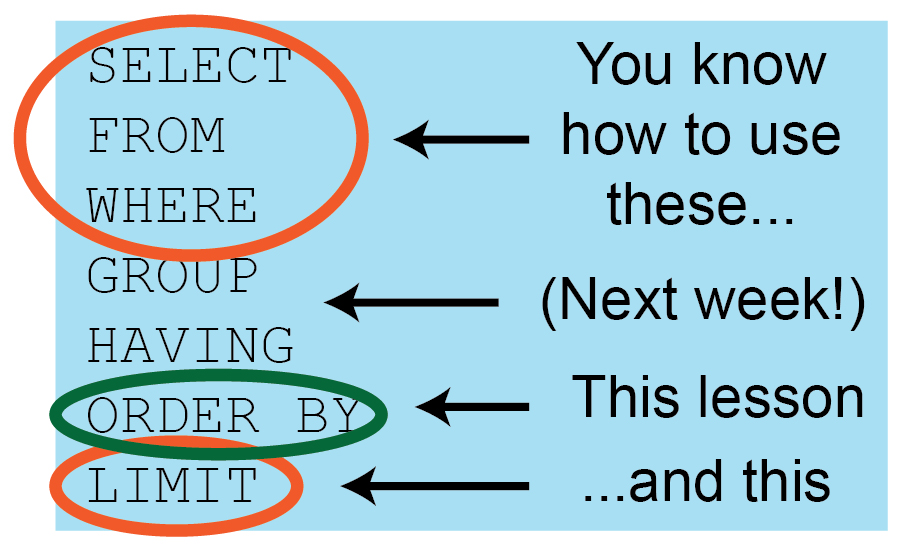 SELECT
FROM
WHERE
GROUP
HAVING
ORDER BY
LIMIT
You know
how to use
these...
(Next week!)
This lesson
...and this